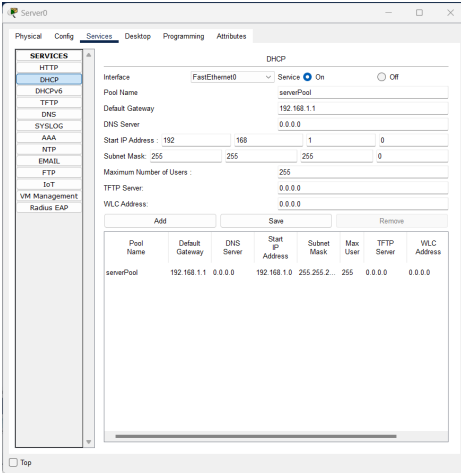 Server0
Physical Config Services Desktop Programming Attributes
SERVICES
HTTP
DHCP
DHCPv6
TFTP
DNS
SYSLOG
AAA
NTP
EMAIL
FTP
IoT
VM Management
Radius EAP
DHCP
Interface FastEthernet0 Service On Off
Pool Name serverPool
Default Gateway 192.168.1.1
DNS Server 0.0.0.0
Start IP Address : 192 168 1 0
Subnet Mask: 255 255 255 0
Maximum Number of Users : 255
TFTP Server: 0.0.0.0
WLC Address: 0.0.0.0
Add Save Remove
Pool Name Default Gateway DNS Server Start IP Address Subnet Mask Max User TFTP Server WLC Address
serverPool 192.168.1.1 0.0.0.0 192.168.1.0 255.255.2... 255 0.0.0.0 0.0.0.0
Top